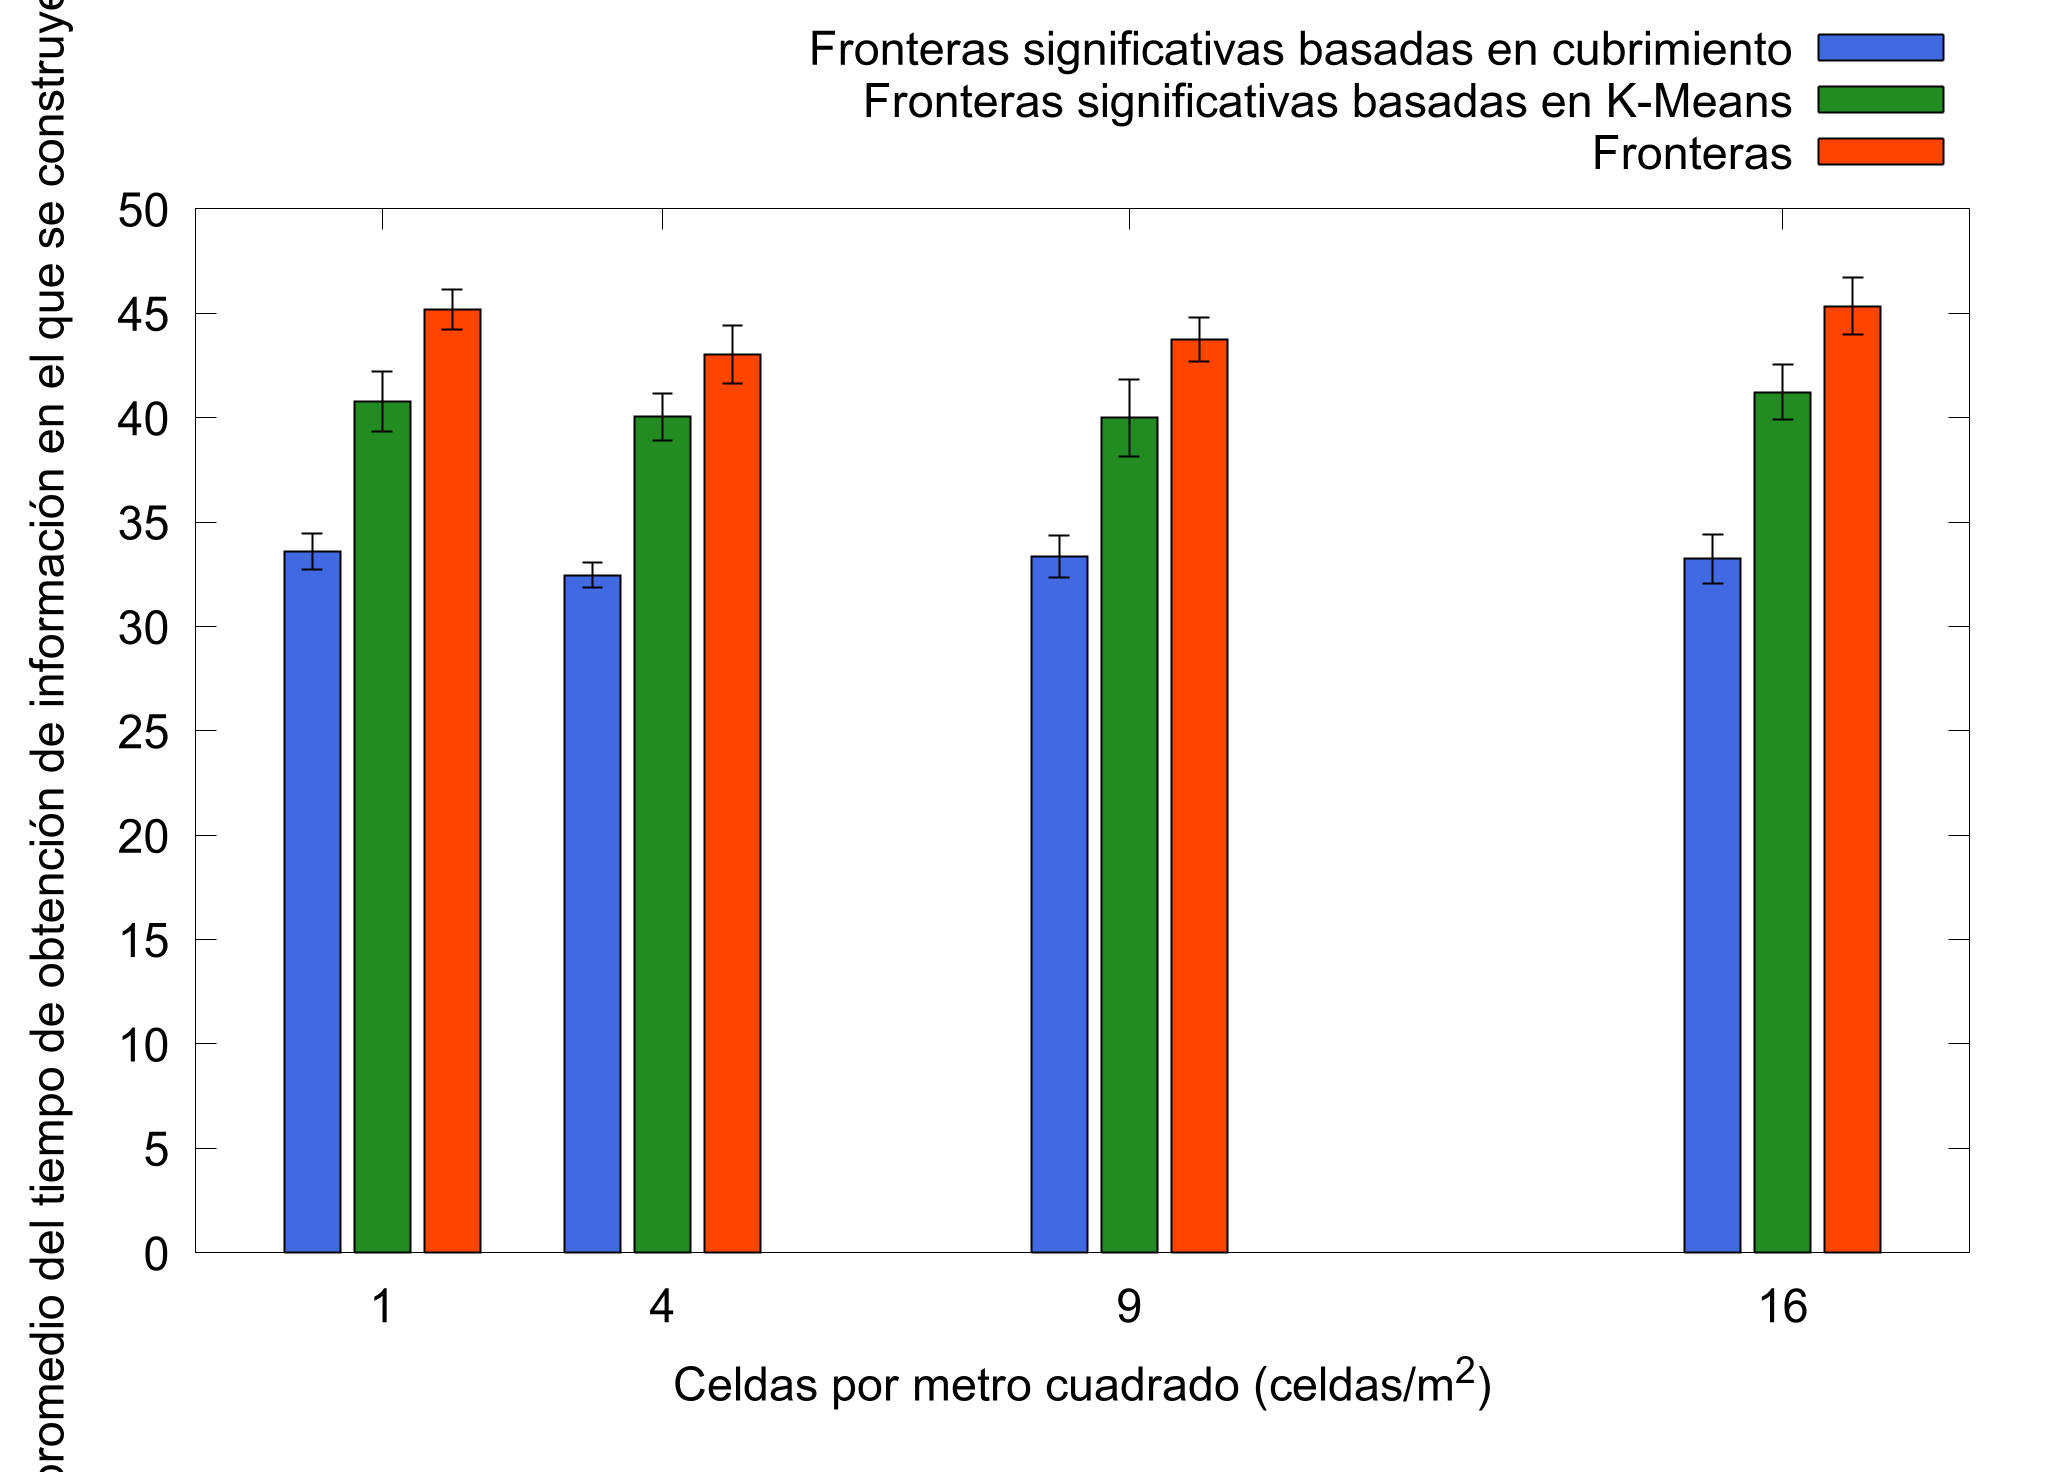 Fronteras significativas basadas en cubrimiento
Fronteras significativas basadas en K-Means
Fronteras
del tiempo de obtención de información en el que se
50
45
40
35
30
25
20
15
10
5
0
1 4 9 16
Celdas por metro cuadrado (celdas/m²)